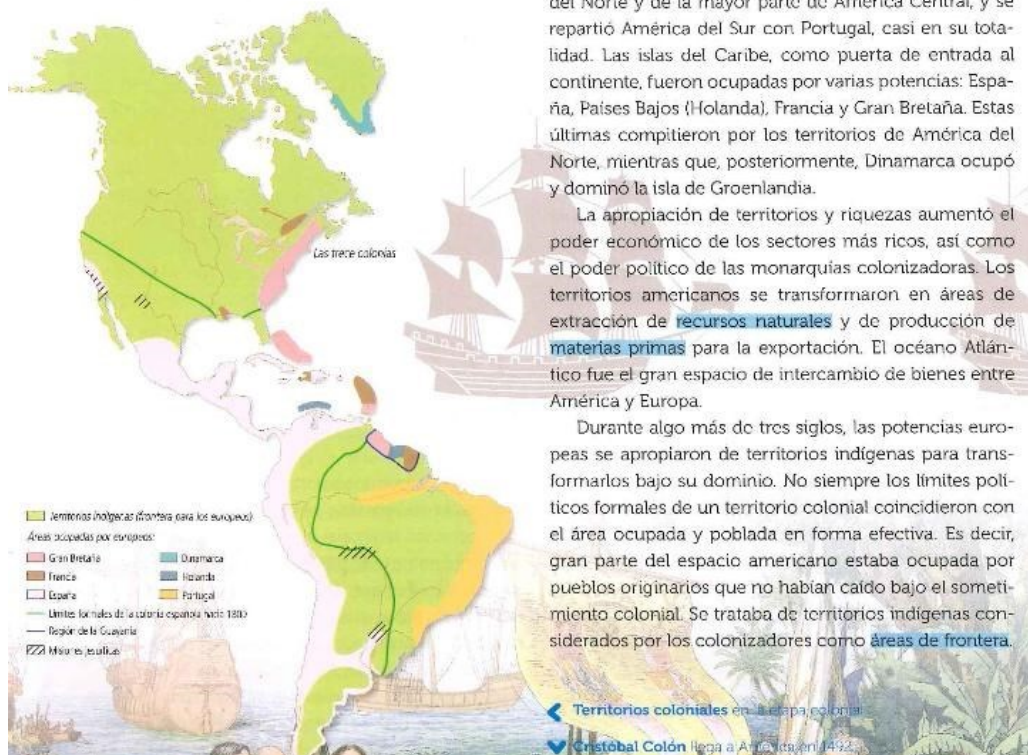 del Norte y de la mayor parte de América Central, y se
repartió América del Sur con Portugal, casi en su tota-
lidad. Las islas del Caribe, como puerta de entrada al
continente, fueron ocupadas por varias potencias: Espa-
ña, Países Bajos (Holanda), Francia y Gran Bretaña. Estas
últimas compitieron por los territorios de América del
Norte, mientras que, posteriormente, Dinamarca ocupó
y dominó la isla de Groenlandia.
La apropiación de territorios y riquezas aumentó el
poder económico de los sectores más ricos, así como
el poder político de las monarquías colonizadoras. Los
territorios americanos se transformaron en áreas de
extracción de recursos naturales y de producción de
materias primas para la exportación. El océano Atlán-
tico fue el gran espacio de intercambio de bienes entre
América y Europa.
Durante algo más de tres siglos, las potencias euro-
peas se apropiaron de territorios indígenas para trans-
formarlos bajo su dominio. No siempre los límites polí-
ticos formales de un territorio colonial coincidieron con
el área ocupada y poblada en forma efectiva. Es decir,
gran parte del espacio americano estaba ocupada por
pueblos originarios que no habían caído bajo el someti-
miento colonial. Se trataba de territorios indígenas con-
siderados por los colonizadores como áreas de frontera.
Las trece colonias
Territorios indígenas (frontera para los europeos)
Áreas ocupadas por europeos:
Gran Bretaña
Dinamarca
Francia
Holanda
España
Portugal
Límites formales de la colonia española hacia 1800
Región de la Guayania
Misiones jesuíticas
Territorios coloniales en la etapa colonial
Cristóbal Colón llega a América en 1492